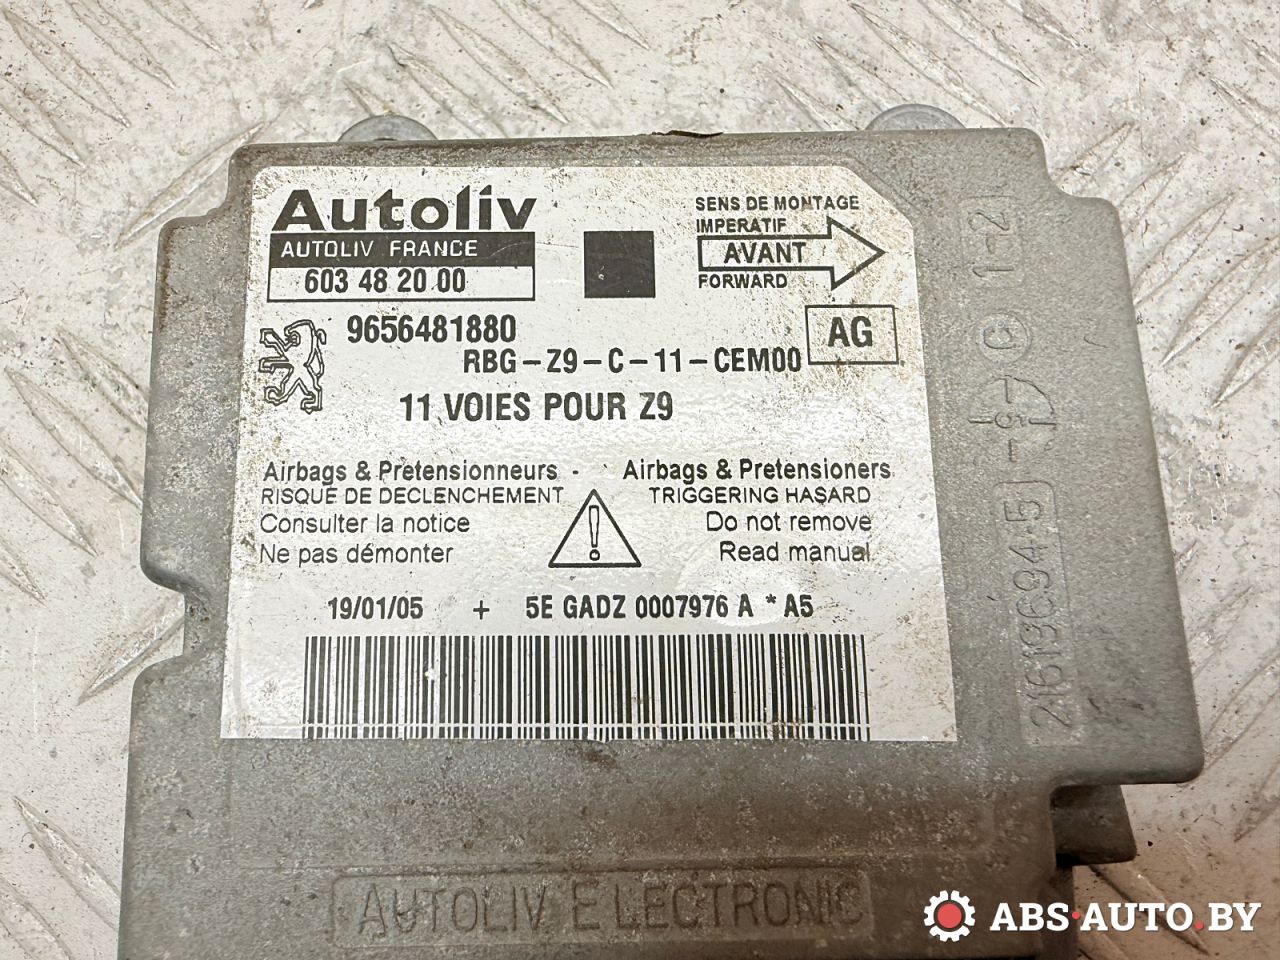 Autoliv
AUTOLIV FRANCE
603 48 20 00
SENS DE MONTAGE
IMPERATIF
AVANT
FORWARD
9656481880
AG
RBG-Z9-C-11-CEM00
11 VOIES POUR Z9
Airbags & Pretensionneurs - Airbags & Pretensioners
RISQUE DE DECLENCHEMENT TRIGGERING HASARD
Consulter la notice Do not remove
Ne pas démonter Read manual
19/01/05 + 5E GADZ 0007976 A * A5
AUTOLIV ELECTRONIC
ABS-AUTO.BY